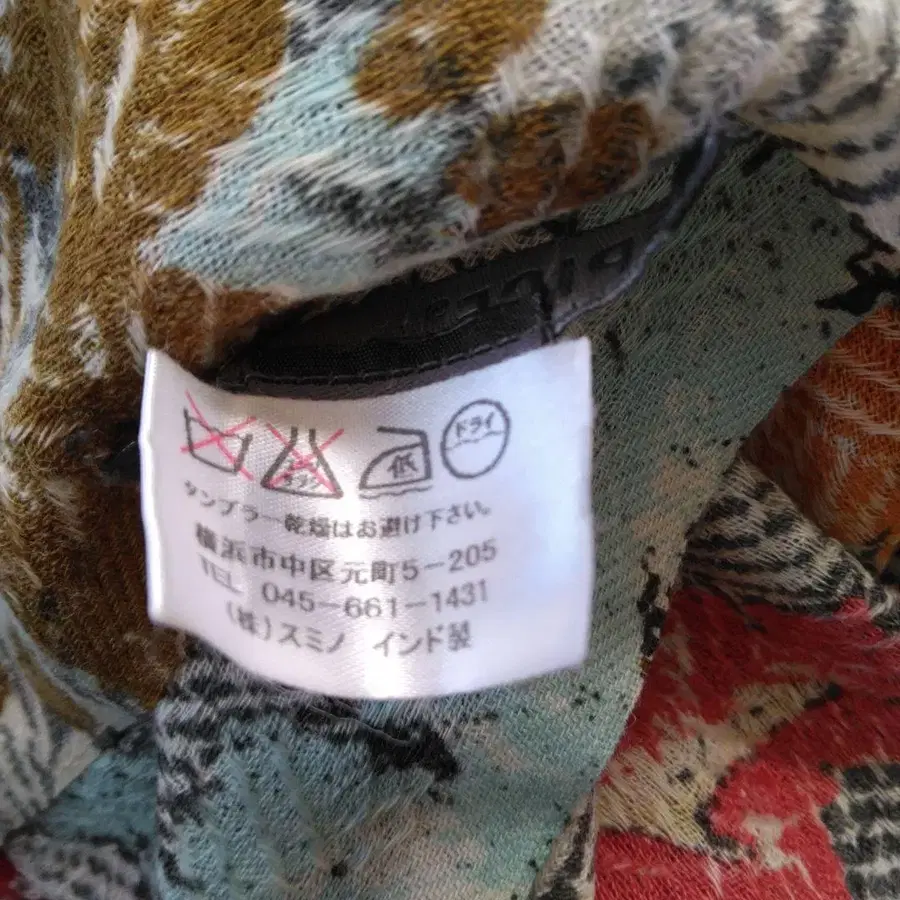 ドライ
低
タンブラー乾燥はお避け下さい。
横浜市中区元町5-205
TEL 045-661-1431
(株)スミノ インド製